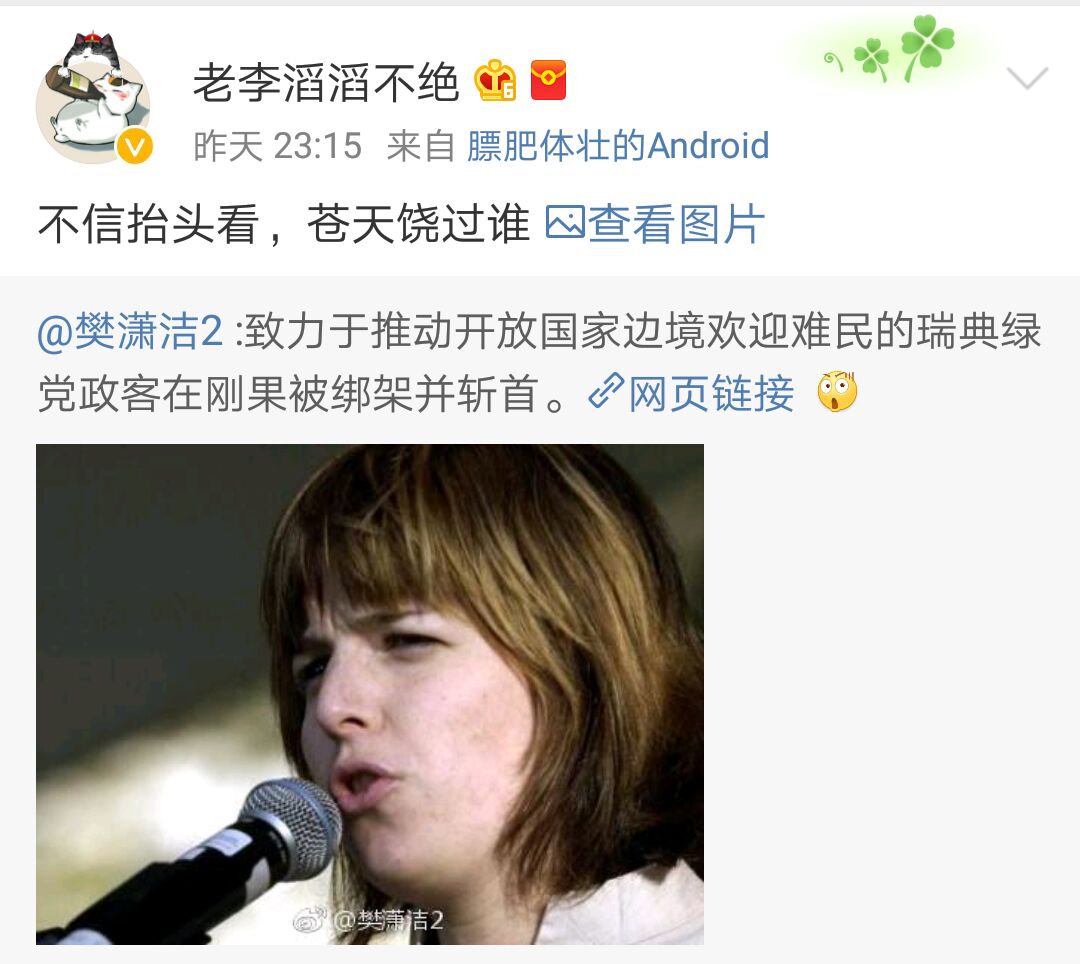 老李滔滔不绝
昨天 23:15 来自 膘肥体壮的Android
不信抬头看，苍天饶过谁 查看图片
@樊潇洁2 :致力于推动开放国家边境欢迎难民的瑞典绿
党政客在刚果被绑架并斩首。网页链接
@樊潇洁2